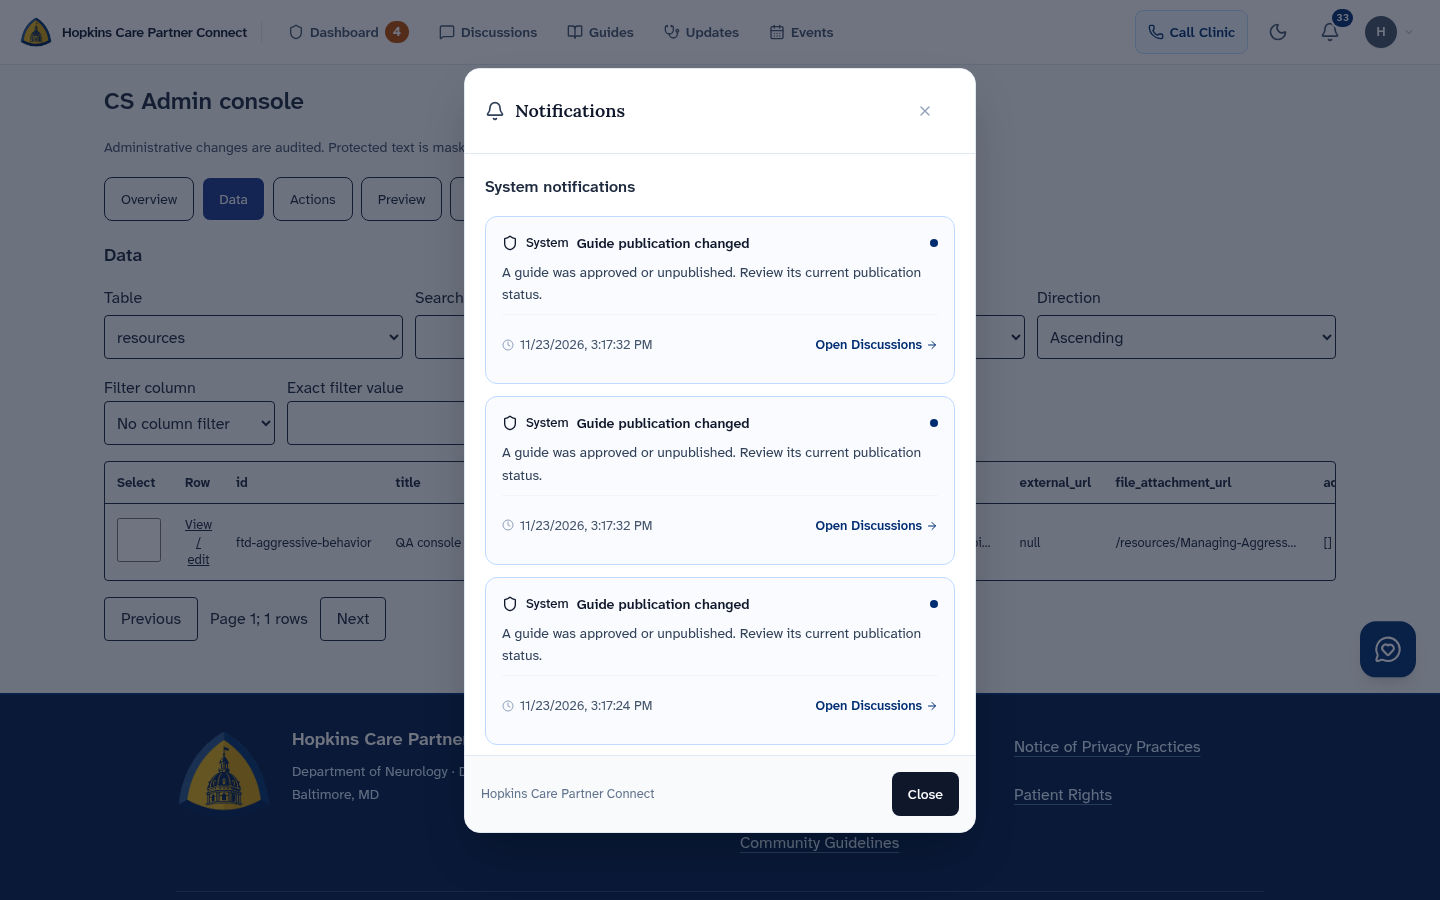 Hopkins Care Partner Connect
Dashboard 4
Discussions
Guides
Updates
Events
Call Clinic
33
H
CS Admin console
Administrative changes are audited. Protected text is mask
Overview
Data
Actions
Preview
Data
Table
Search
Direction
resources
Ascending
Filter column
Exact filter value
No column filter
Select Row id title external_url file_attachment_url
View
/
edit
ftd-aggressive-behavior QA console null /resources/Managing-Aggress... []
Previous Page 1; 1 rows Next
Notifications
System notifications
System Guide publication changed
A guide was approved or unpublished. Review its current publication
status.
11/23/2026, 3:17:32 PM Open Discussions →
System Guide publication changed
A guide was approved or unpublished. Review its current publication
status.
11/23/2026, 3:17:32 PM Open Discussions →
System Guide publication changed
A guide was approved or unpublished. Review its current publication
status.
11/23/2026, 3:17:24 PM Open Discussions →
Hopkins Care Partner Connect Close
Hopkins Care Partner
Department of Neurology ·
Baltimore, MD
Community Guidelines
Notice of Privacy Practices
Patient Rights